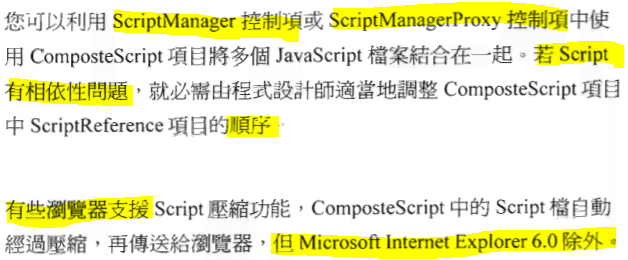 您可以利用 ScriptManager 控制項或 ScriptManagerProxy 控制項中使
用 ComposteScript 項目將多個 JavaScript 檔案結合在一起。若 Script
有相依性問題，就必需由程式設計師適當地調整 ComposteScript 項目
中 ScriptReference 項目的順序。
有些瀏覽器支援 Script 壓縮功能，ComposteScript 中的 Script 檔自動
經過壓縮，再傳送給瀏覽器，但 Microsoft Internet Explorer 6.0 除外。